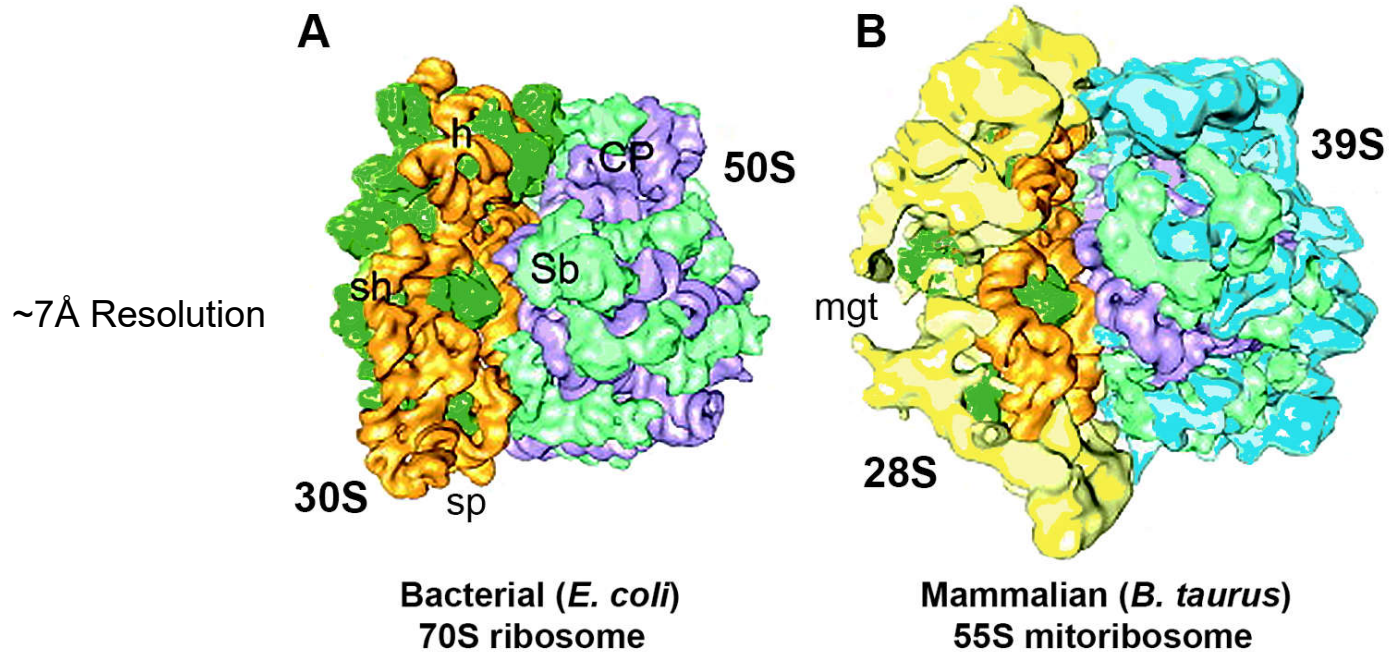 A
B
h
CP
50S
39S
Sb
sh
~7Å Resolution
mgt
28S
30S
sp
Bacterial (E. coli)
70S ribosome
Mammalian (B. taurus)
55S mitoribosome